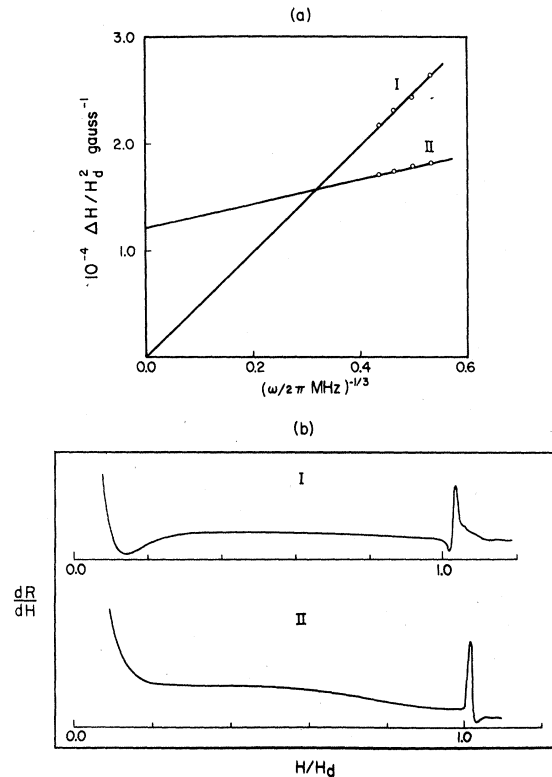 (a)
3.0
2.0
1.0
·10⁻⁴ ΔH/H_d² gauss⁻¹
I
II
0.0 0.2 0.4 0.6
(ω/2π MHz)⁻¹/³
(b)
I
0.0 1.0
dR
dH
II
0.0 1.0
H/H_d